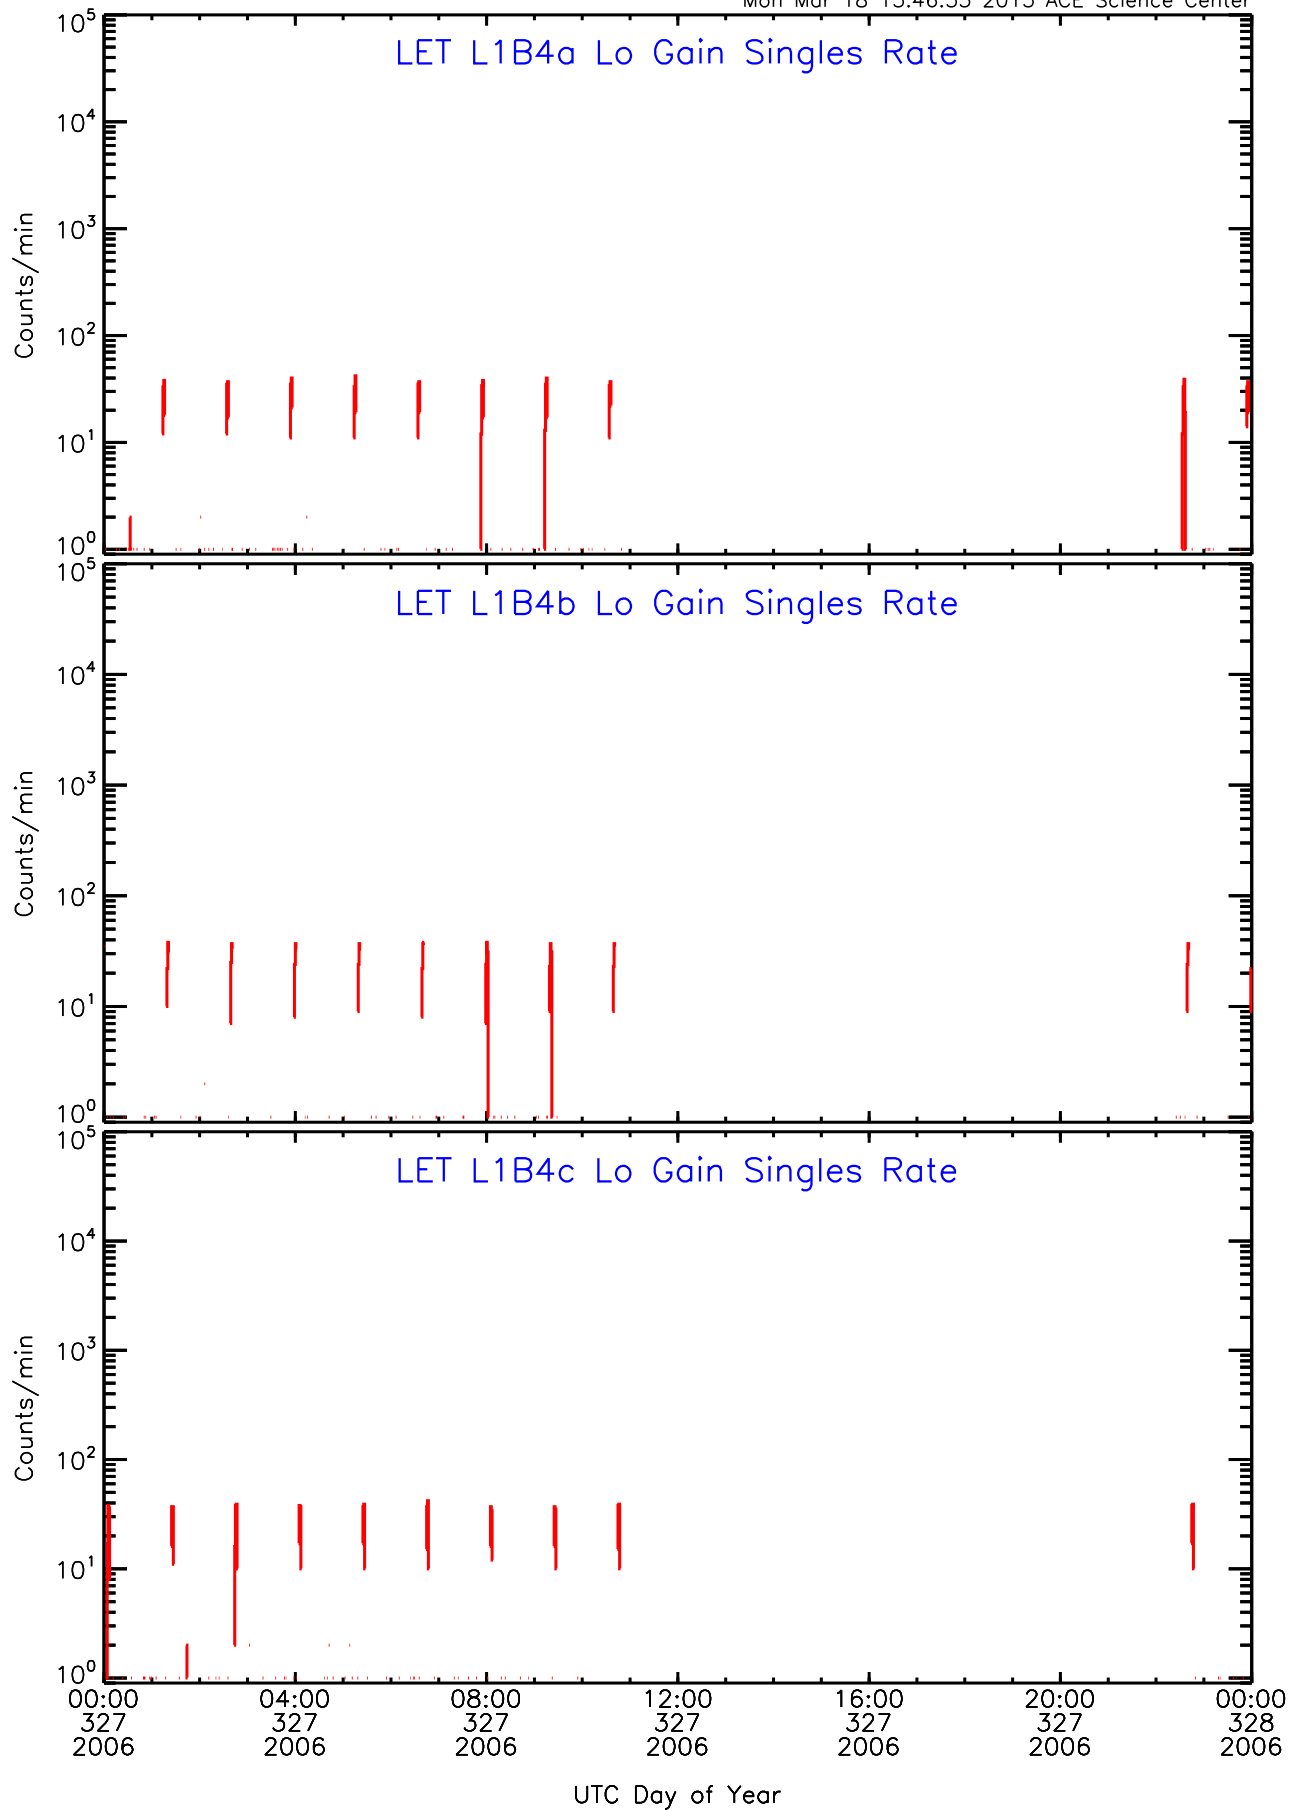 LET L1B4a Lo Gain Singles Rate
10^5
10^4
10^3
10^2
10^1
10^0
Counts/min
LET L1B4b Lo Gain Singles Rate
10^5
10^4
10^3
10^2
10^1
10^0
Counts/min
LET L1B4c Lo Gain Singles Rate
10^5
10^4
10^3
10^2
10^1
10^0
Counts/min
00:00 04:00 08:00 12:00 16:00 20:00 00:00
327 327 327 327 327 327 328
2006 2006 2006 2006 2006 2006 2006
UTC Day of Year